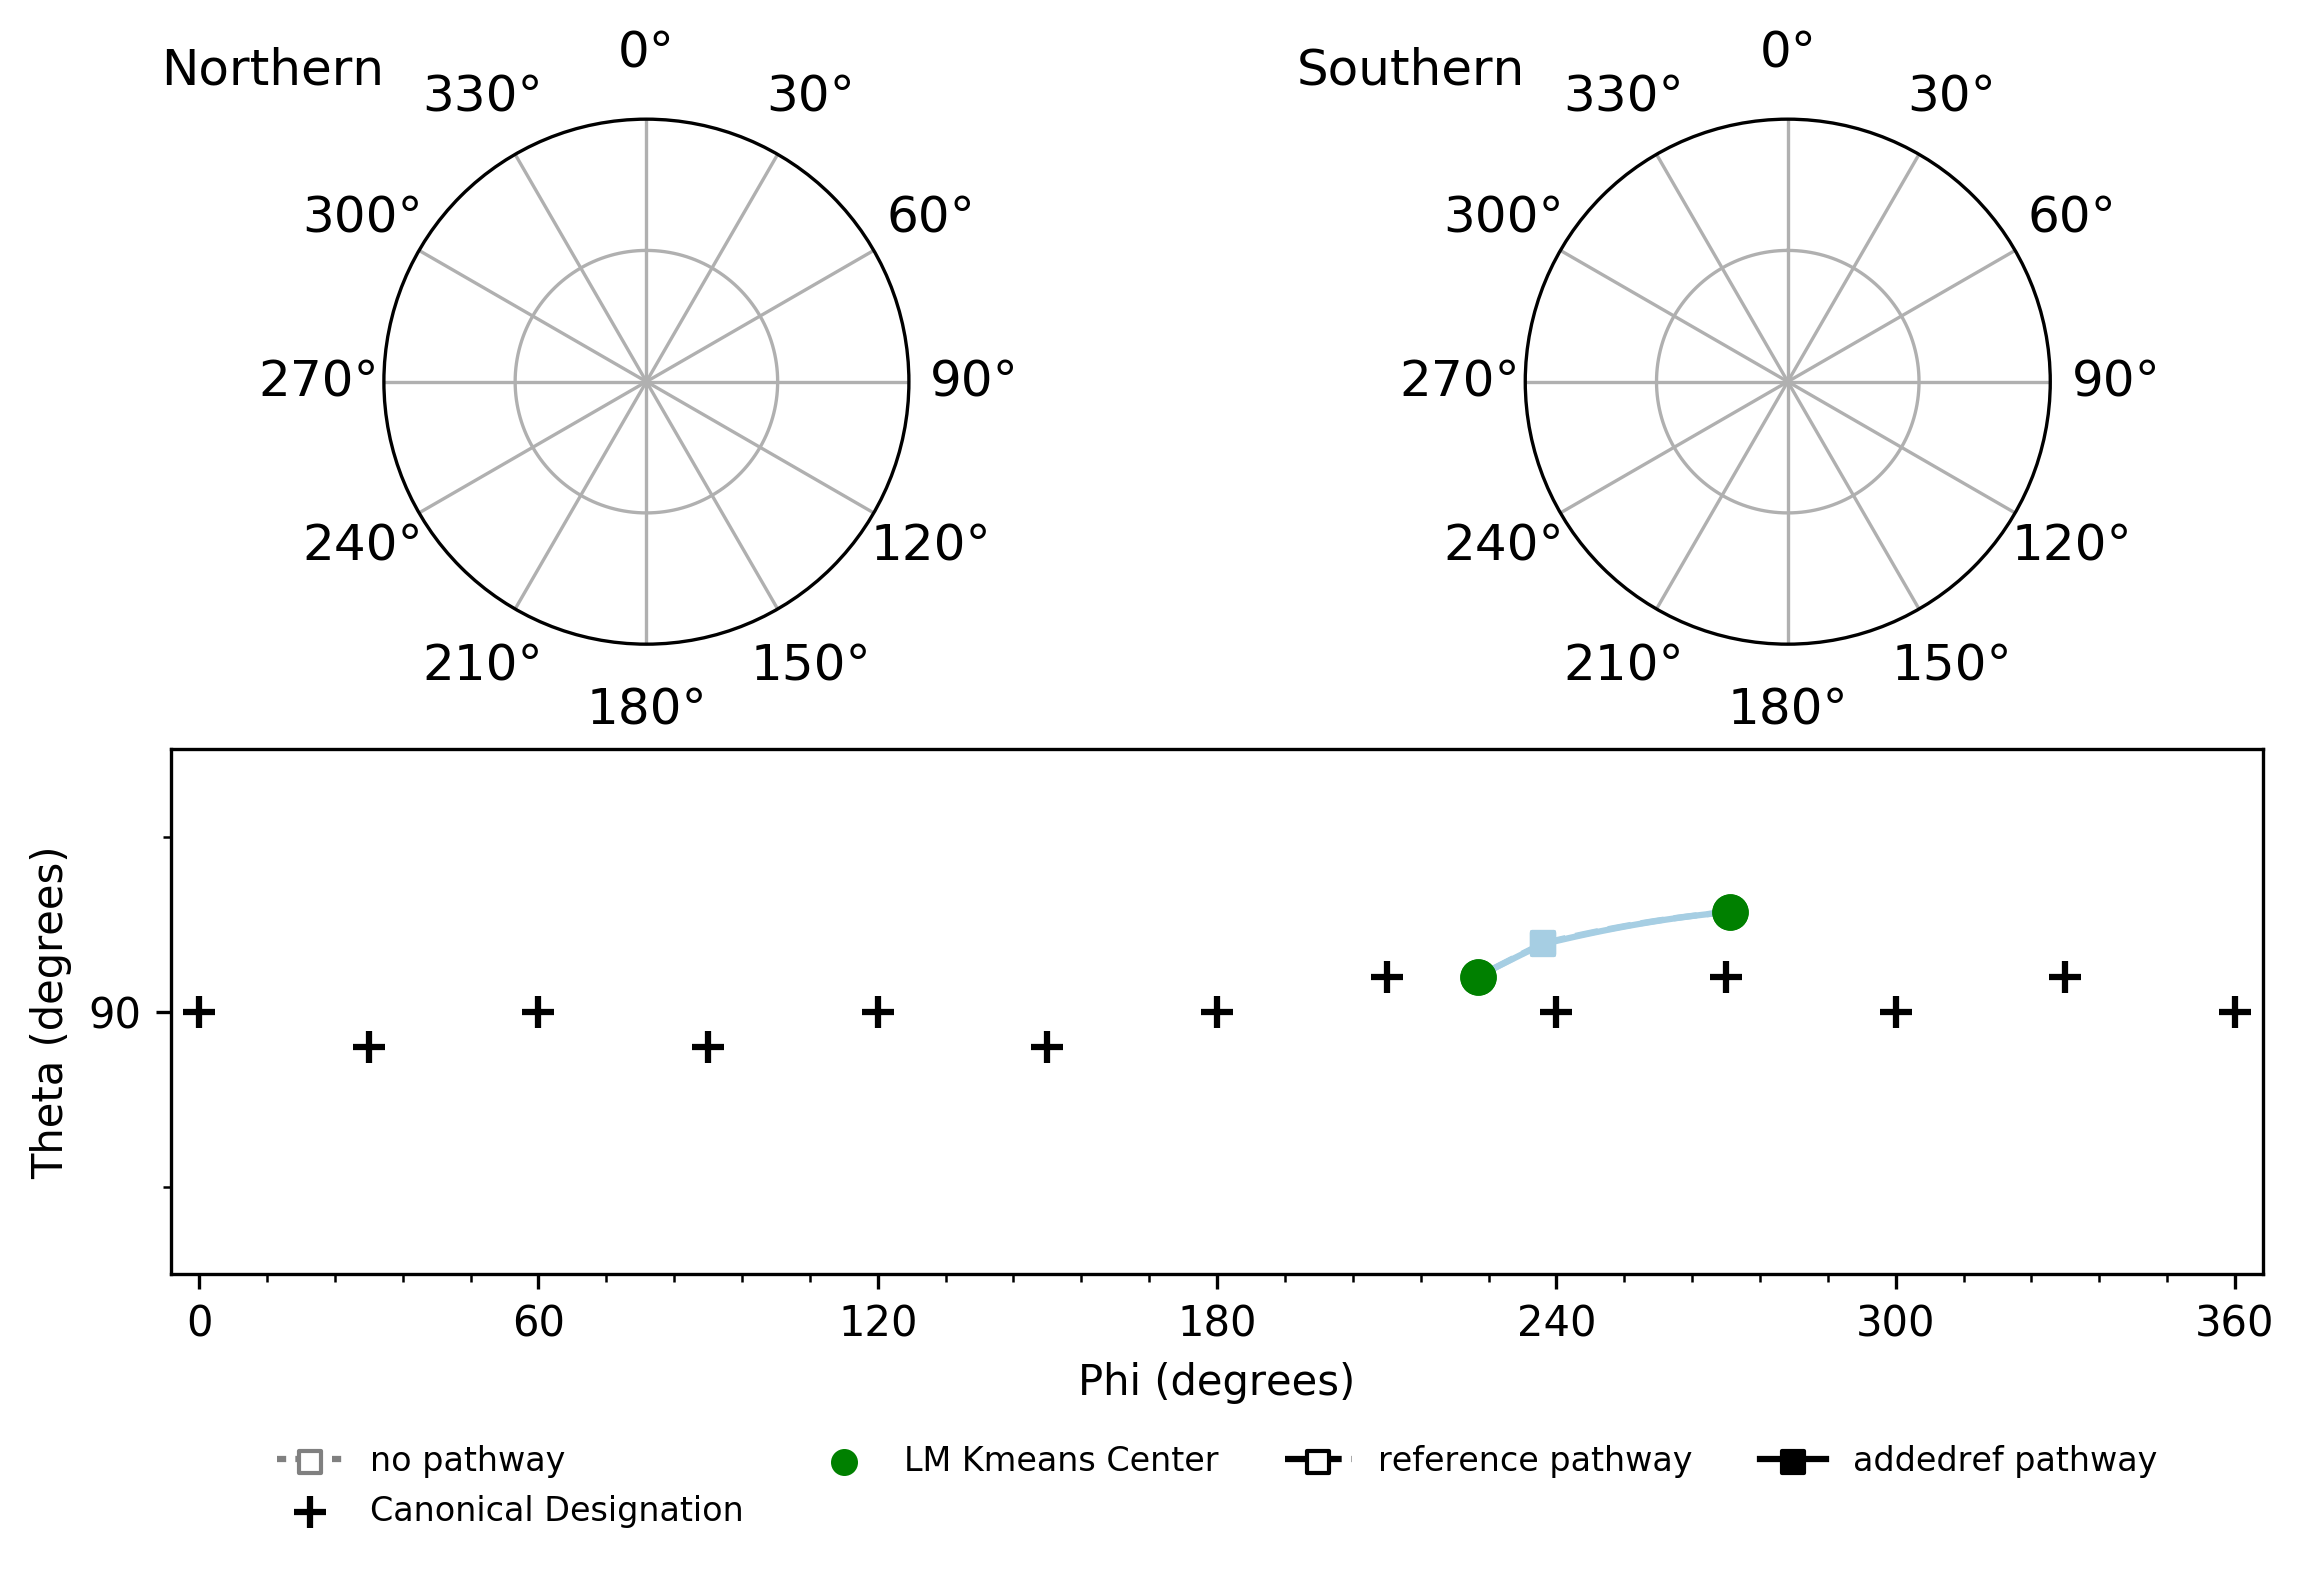 Northern
0°
30°
60°
90°
120°
150°
180°
210°
240°
270°
300°
330°
Southern
0°
30°
60°
90°
120°
150°
180°
210°
240°
270°
300°
330°
Theta (degrees)
90
0 60 120 180 240 300 360
Phi (degrees)
no pathway
Canonical Designation
LM Kmeans Center
reference pathway
addedref pathway